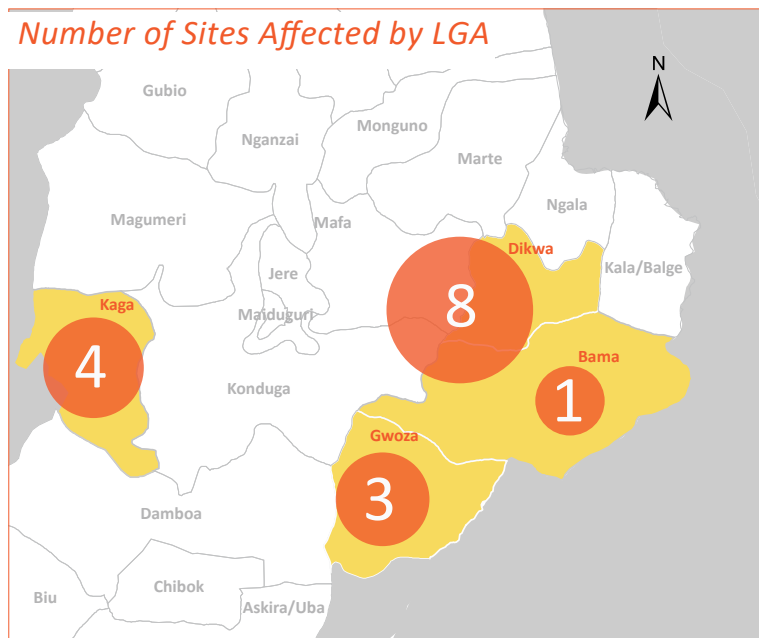 Number of Sites Affected by LGA
N
Gubio
Monguno
Nganzai
Marte
Ngala
Magumeri
Mafa
Dikwa
Kala/Balge
Jere
Kaga
8
Maiduguri
Bama
4
Konduga
1
Gwoza
3
Damboa
Chibok
Biu
Askira/Uba